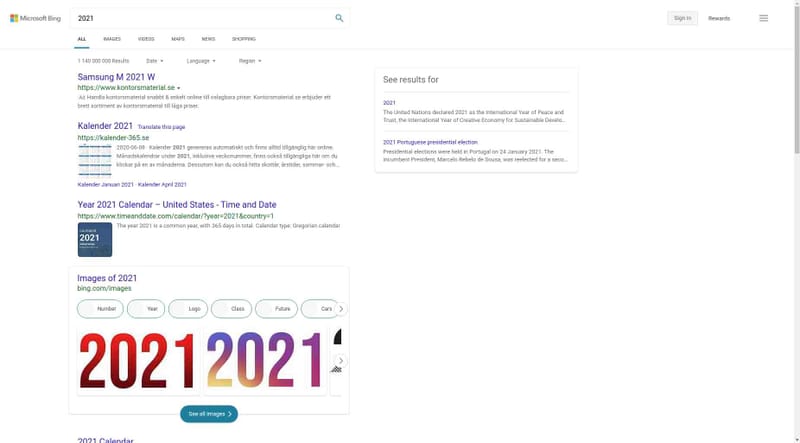 Microsoft Bing
2021
Sign in
Rewards
ALL
IMAGES
VIDEOS
MAPS
NEWS
SHOPPING
1 140 000 000 Results
Date
Language
Region
Samsung M 2021 W
https://www.kontorsmaterial.se
Ad Handla kontorsmaterial snabbt & enkelt online till oslagbara priser. Kontorsmaterial.se erbjuder ett
brett sortiment av kontorsmaterial till låga priser.
Kalender 2021 Translate this page
https://kalender-365.se
2020-06-08 · Kalender 2021 genereras automatiskt och finns alltid tillgänglig här online.
Månadskalendrar under 2021, inklusive veckonummer, finns också tillgängliga här om du
klickar på en av månaderna. Dessutom kan du också hitta skottår, årstider, sommar- och...
Kalender Januari 2021 · Kalender April 2021
Year 2021 Calendar – United States - Time and Date
https://www.timeanddate.com/calendar/?year=2021&country=1
2021
The year 2021 is a common year, with 365 days in total. Calendar type: Gregorian calendar
Images of 2021
bing.com/images
Number
Year
Logo
Class
Future
Cars
2021
2021
See all images
2021 Calendar
See results for
2021
The United Nations declared 2021 as the International Year of Peace and
Trust, the International Year of Creative Economy for Sustainable Develo...
2021 Portuguese presidential election
Presidential elections were held in Portugal on 24 January 2021. The
incumbent President, Marcelo Rebelo de Sousa, was reelected for a seco...